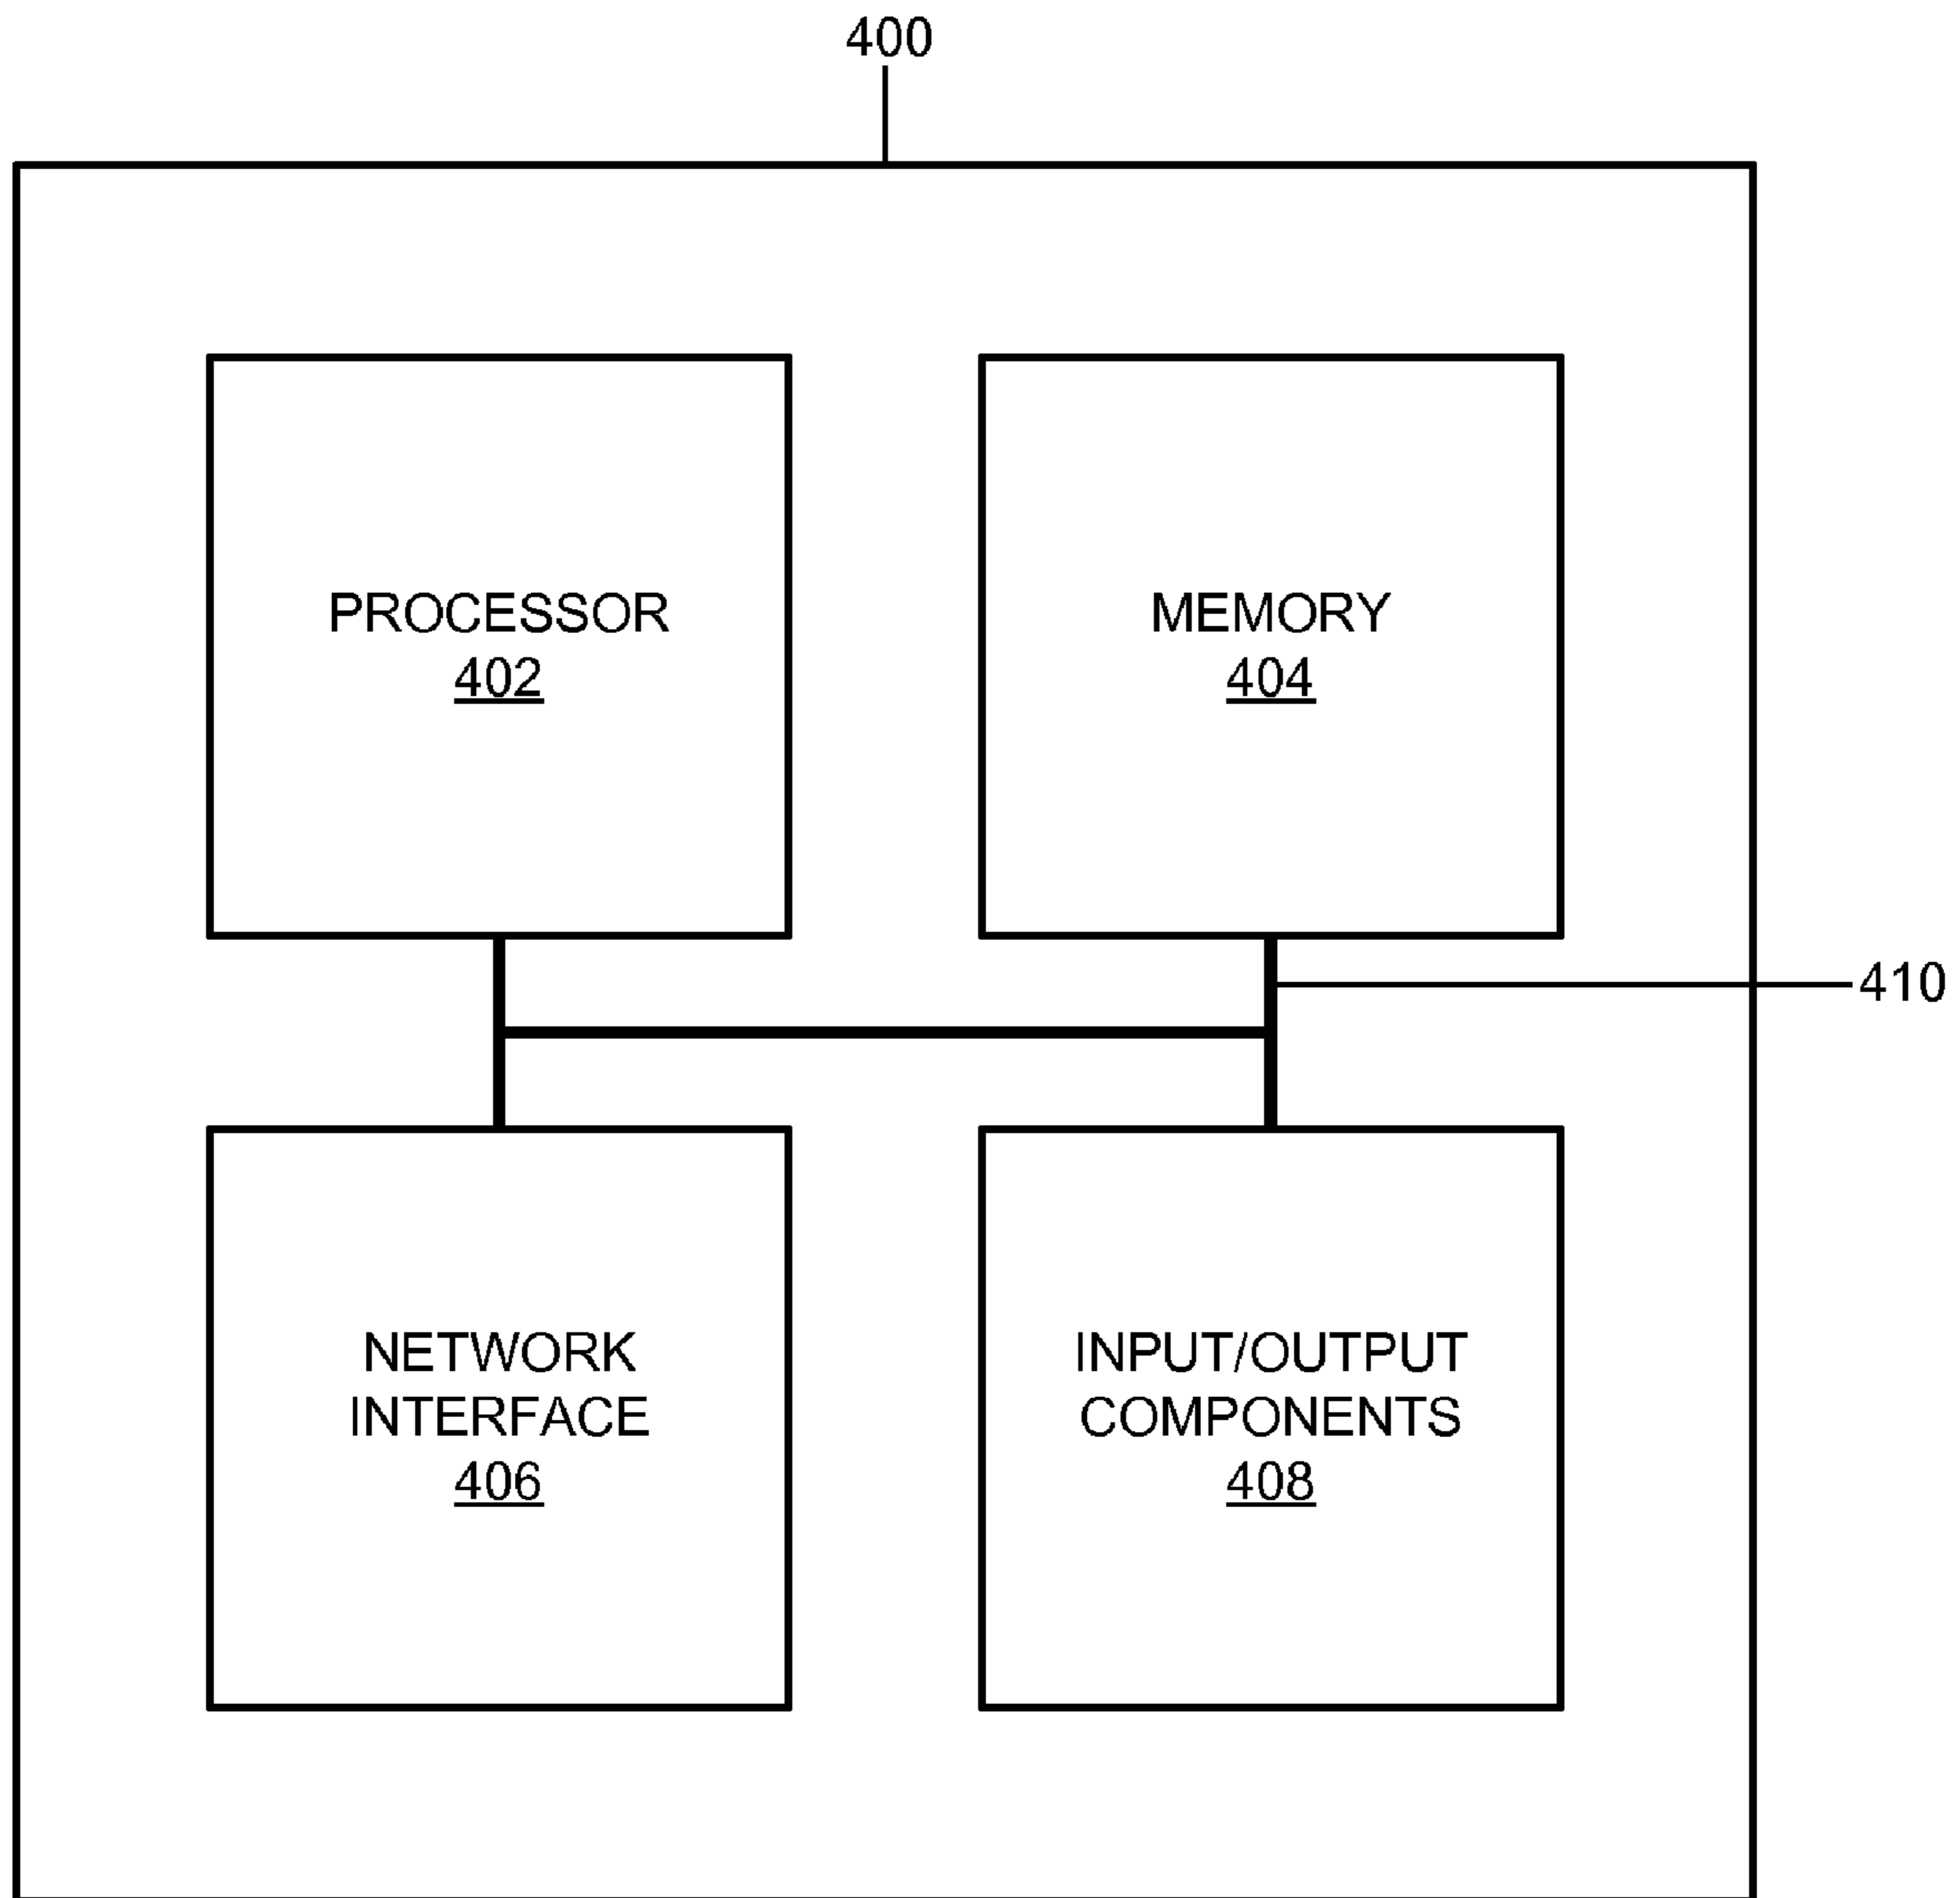 400
PROCESSOR
402
MEMORY
404
410
NETWORK
INTERFACE
406
INPUT/OUTPUT
COMPONENTS
408